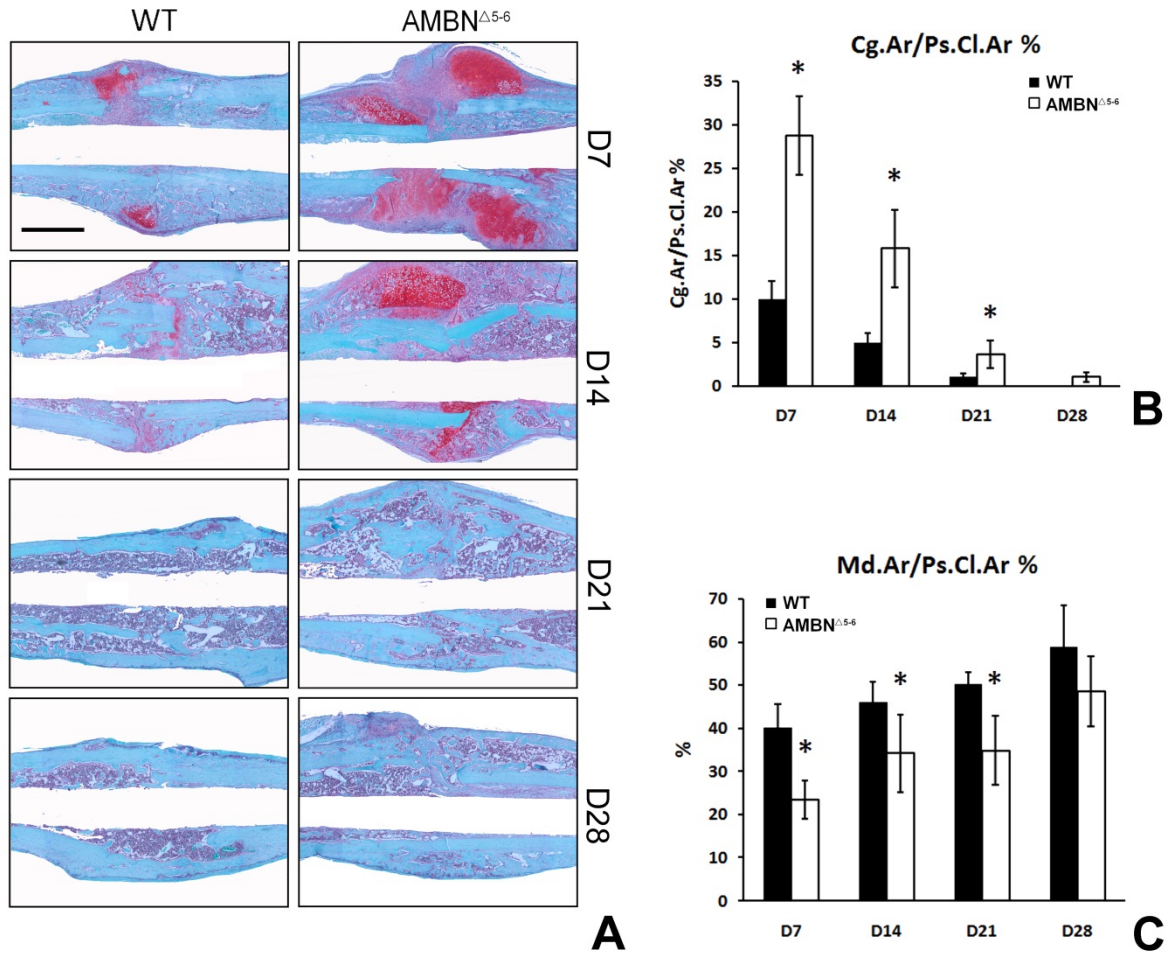 WT
AMBN△5-6
D7
D14
D21
D28
A
Cg.Ar/Ps.Cl.Ar %
WT
AMBN△5-6
*
*
*
Cg.Ar/Ps.Cl.Ar %
35
30
25
20
15
10
5
0
D7 D14 D21 D28
B
Md.Ar/Ps.Cl.Ar %
WT
AMBN△5-6
*
*
*
%
70
60
50
40
30
20
10
0
D7 D14 D21 D28
C